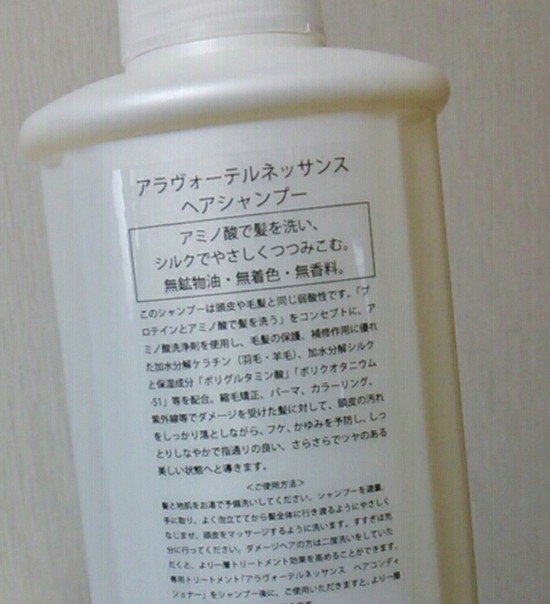 アラヴォーテルネッサンス
ヘアシャンプー
アミノ酸で髪を洗い、
シルクでやさしくつつみこむ。
無鉱物油・無着色・無香料。
このシャンプーは頭皮や毛髪と同じ弱酸性です。「プ
ロテインとアミノ酸で髪を洗う」をコンセプトに、ア
ミノ酸洗浄剤を使用し、毛髪の保護、補修作用に優れ
た加水分解ケラチン（羽毛・羊毛）、加水分解シルク
と保湿成分「ポリグルタミン酸」「ポリクオタニウム
-51」等を配合。縮毛矯正、パーマ、カラーリング、
紫外線等でダメージを受けた髪に対して、頭皮の汚れ
をしっかり落としながら、フケ、かゆみを予防し、しっ
とりしなやかで指通りの良い、さらさらでツヤのある
美しい状態へと導きます。
＜ご使用方法＞
髪と地肌をお湯で予備洗いしてください。シャンプーを適量、
手に取り、よく泡立ててから髪全体に行き渡るようにやさしく
なじませ、頭皮をマッサージするように洗います。すすぎは充
分に行ってください。ダメージヘアの方は二度洗いをしていた
だくと、より一層トリートメント効果を高めることができます。
専用トリートメント「アラヴォーテルネッサンス　ヘアコンディ
ショナー」をシャンプー後に、ご使用いただきますと、より一層